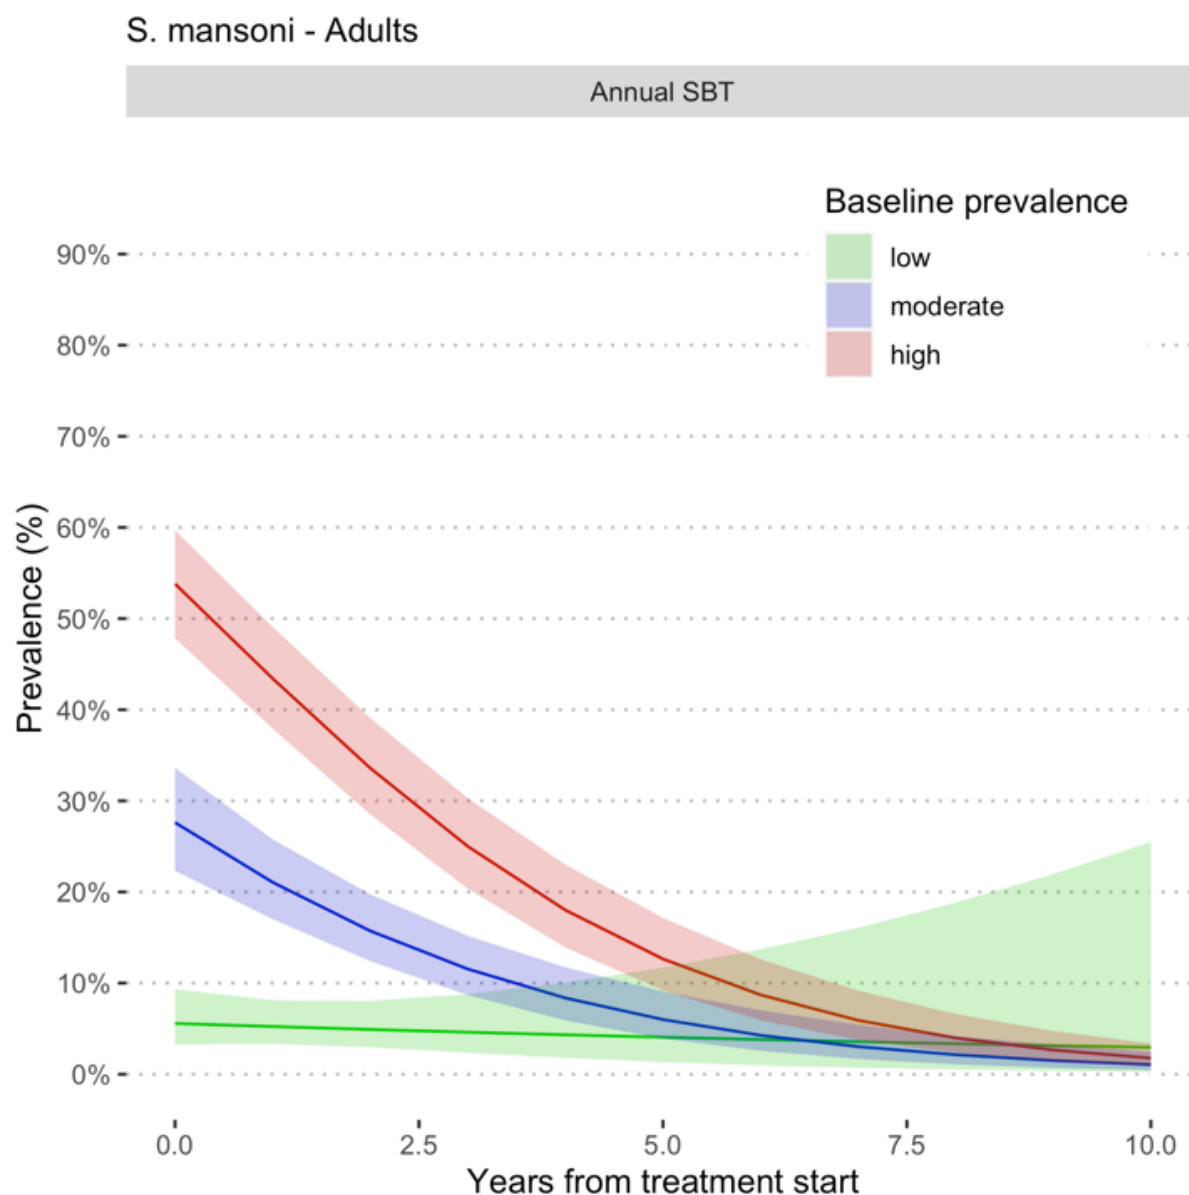 S. mansoni - Adults
Annual SBT
Baseline prevalence
low
moderate
high
Prevalence (%)
90%
80%
70%
60%
50%
40%
30%
20%
10%
0%
0.0 2.5 5.0 7.5 10.0
Years from treatment start